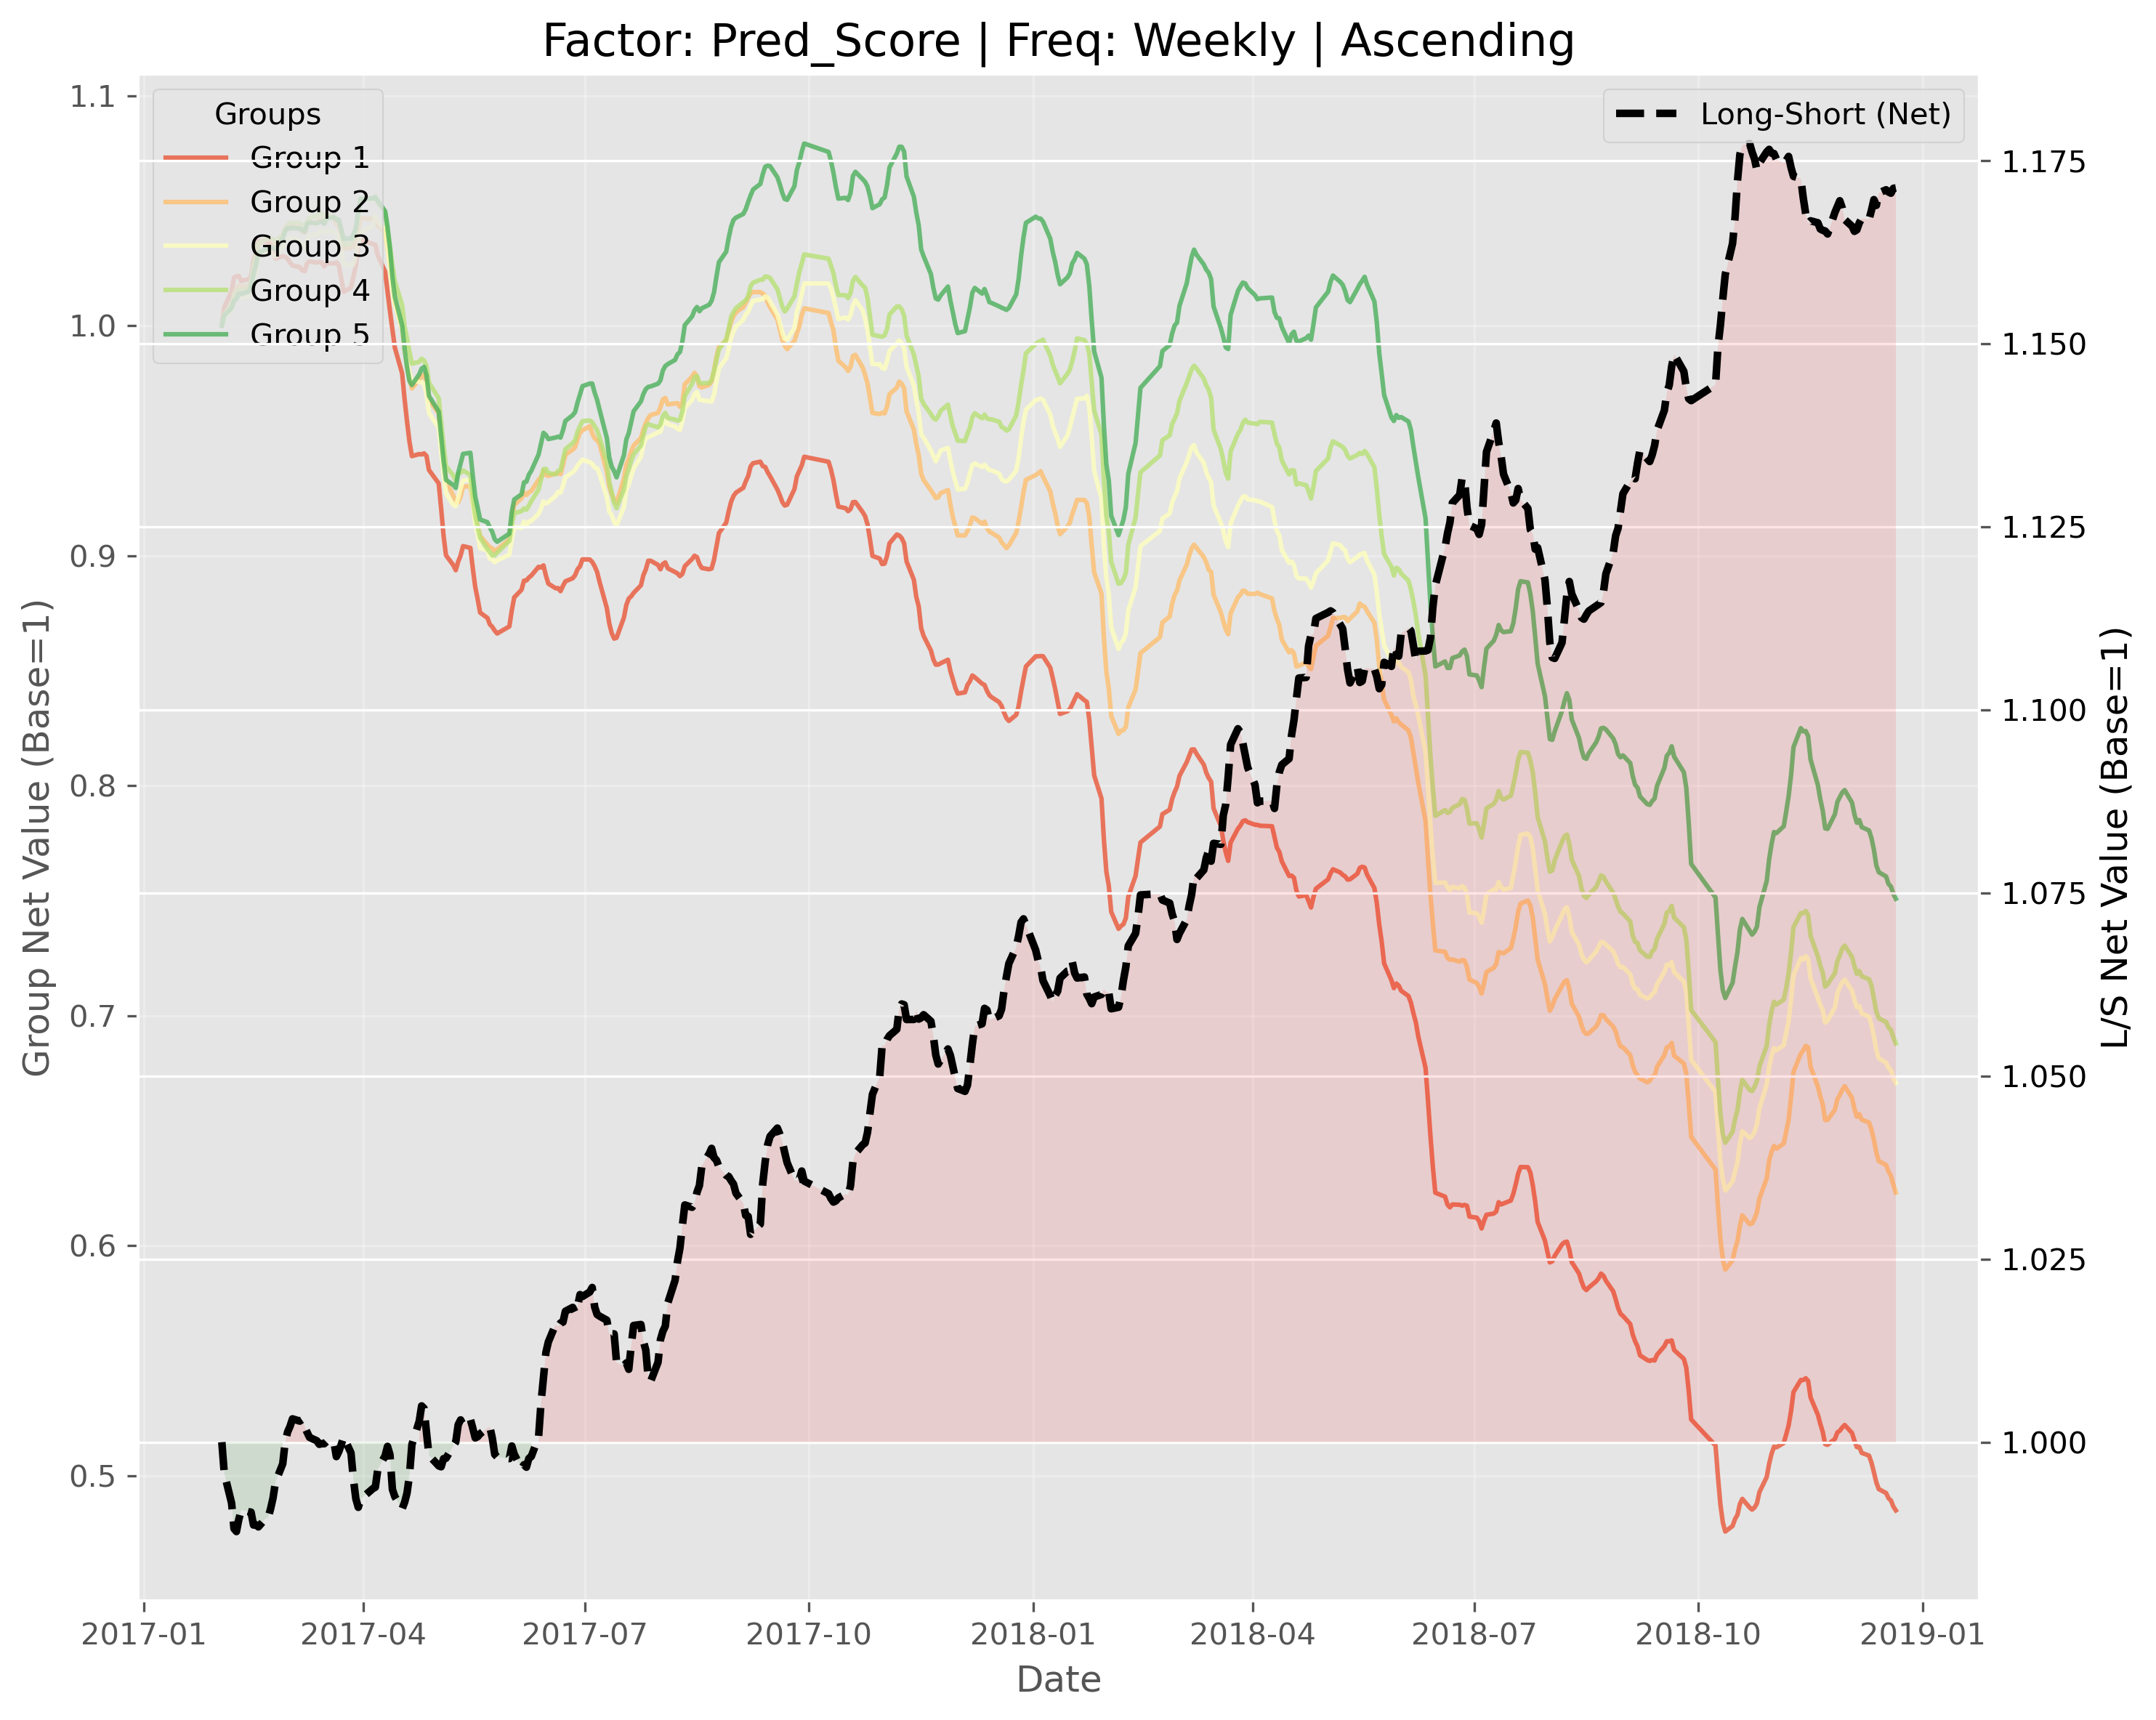 Factor: Pred_Score | Freq: Weekly | Ascending
Groups
Group 1
Group 2
Group 3
Group 4
Group 5
Long-Short (Net)
Group Net Value (Base=1)
1.1
1.0
0.9
0.8
0.7
0.6
0.5
L/S Net Value (Base=1)
1.175
1.150
1.125
1.100
1.075
1.050
1.025
1.000
2017-01
2017-04
2017-07
2017-10
2018-01
2018-04
2018-07
2018-10
2019-01
Date